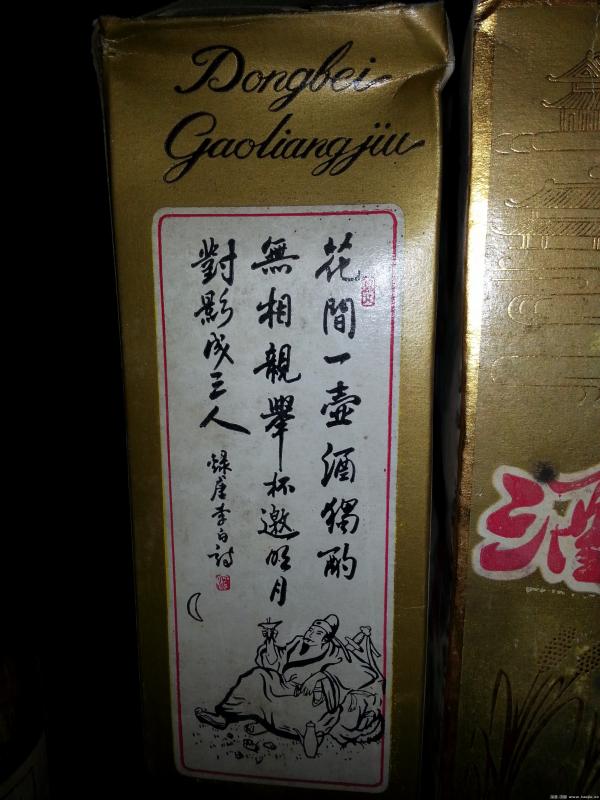 Dongbei
Gaoliangjiu
花間一壺酒獨酌
無相親舉杯邀明月
對影成三人
錄唐李白詩
酒